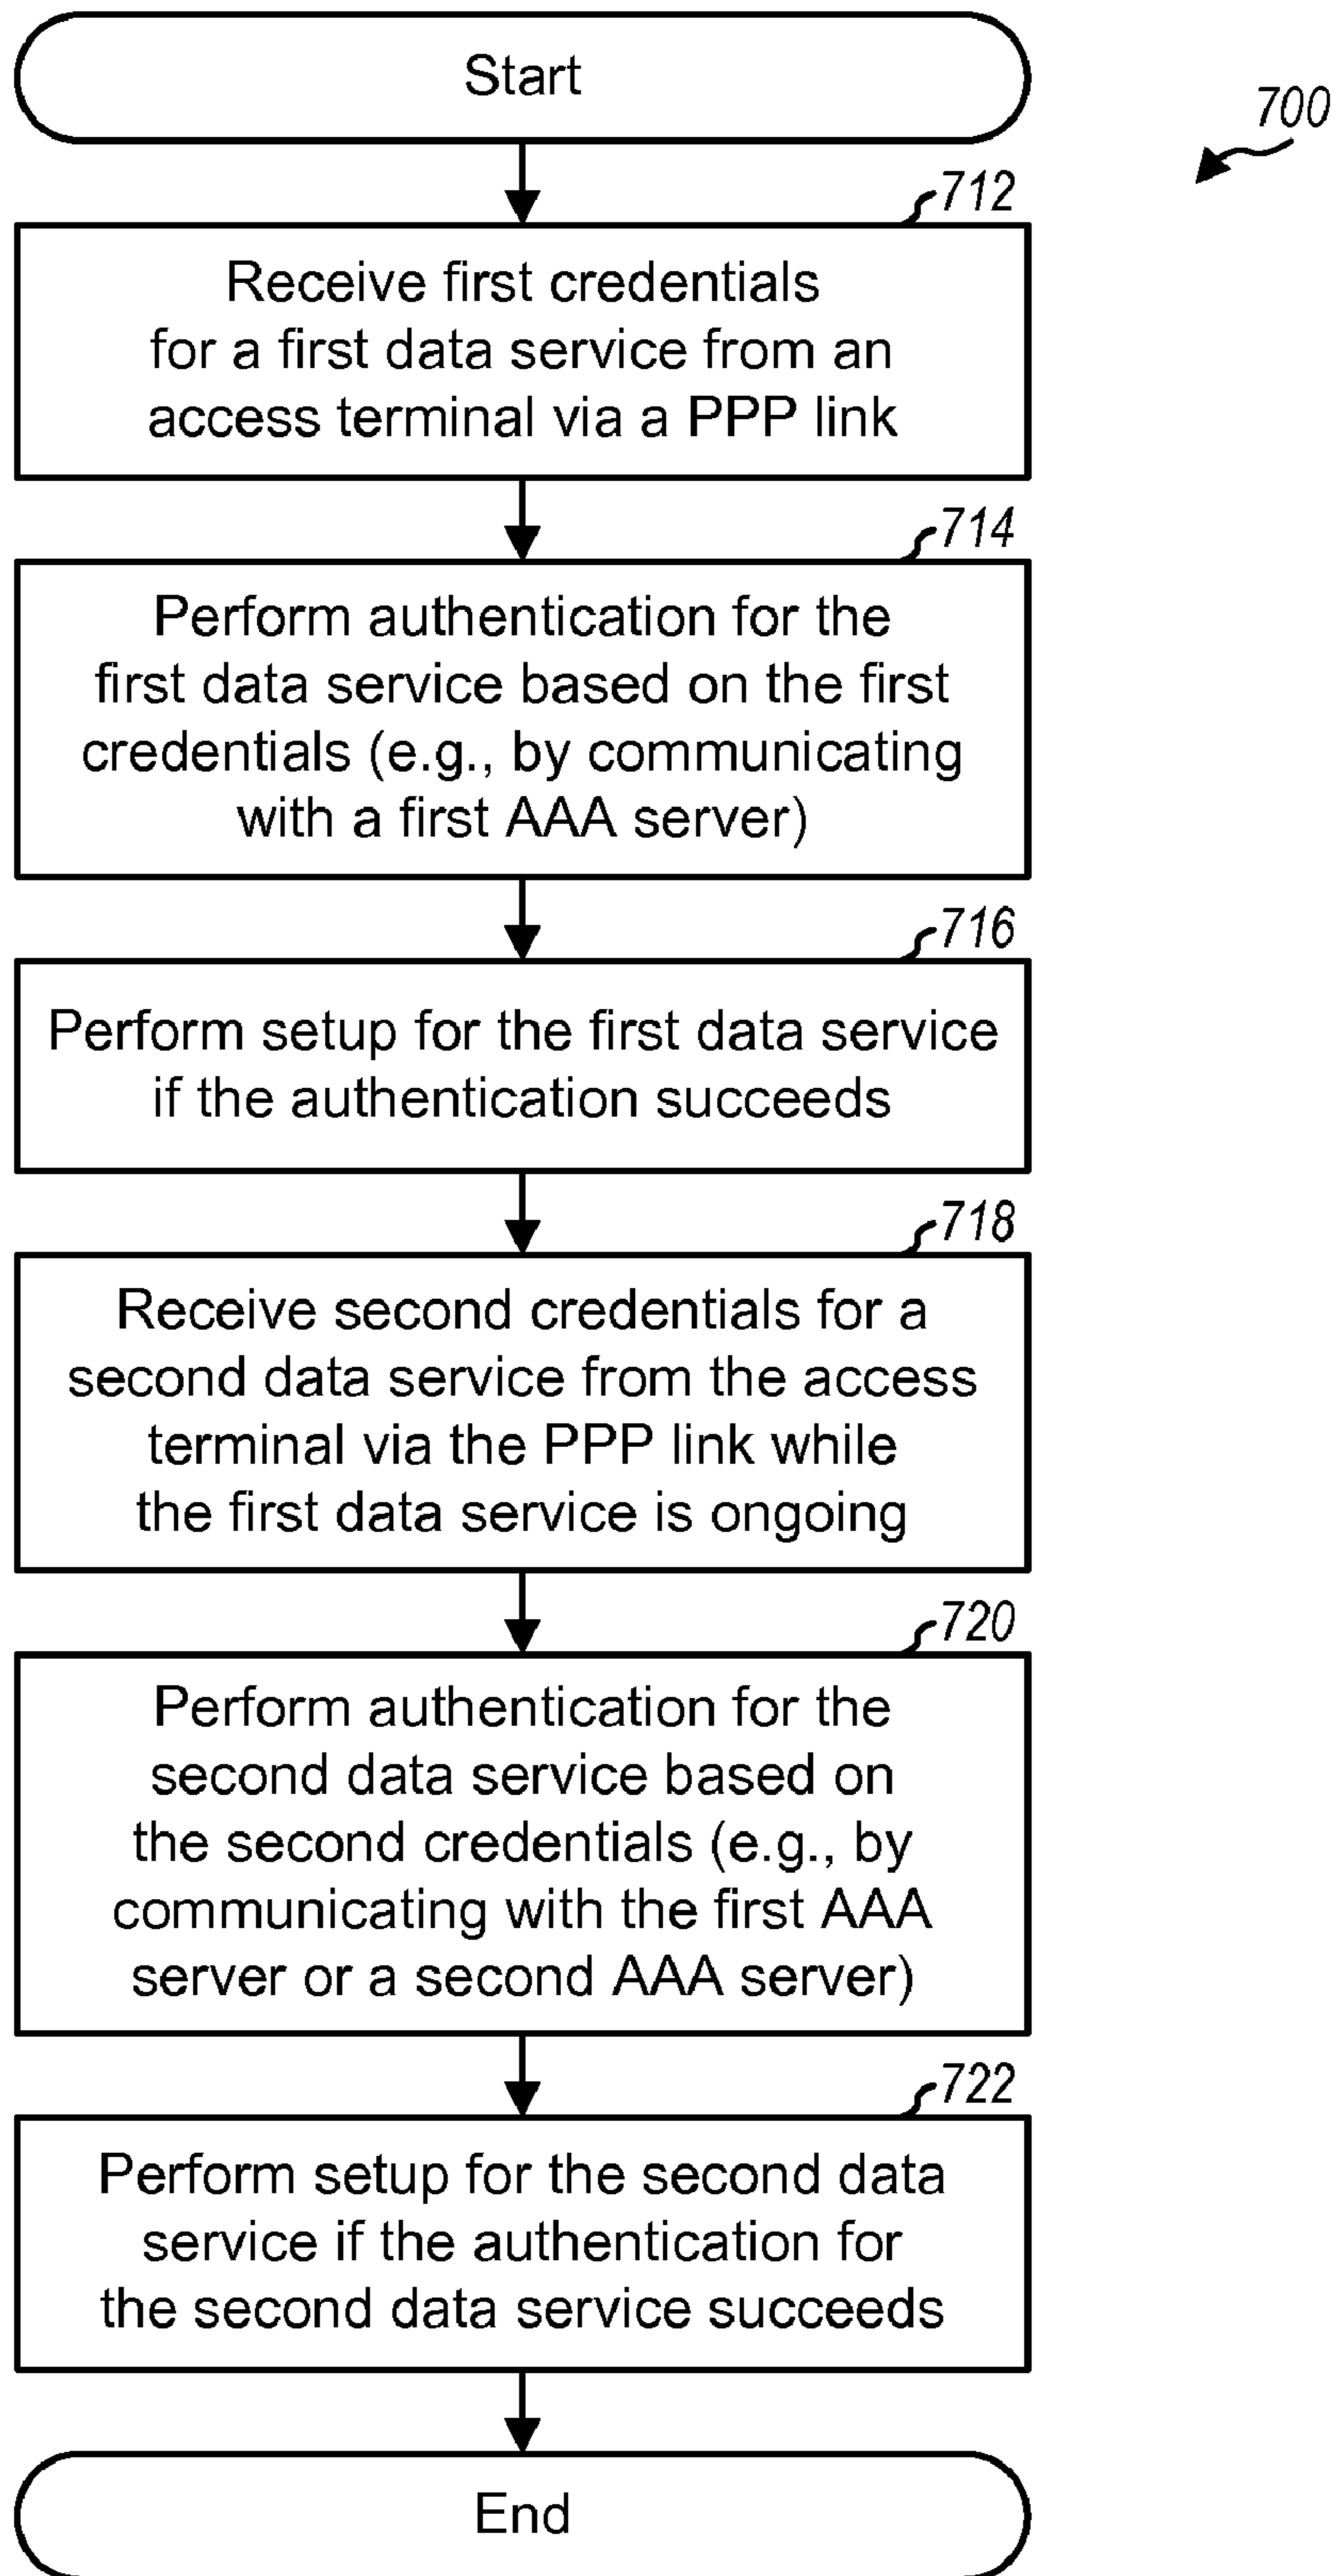 Start
700
712
Receive first credentials
for a first data service from an
access terminal via a PPP link
714
Perform authentication for the
first data service based on the first
credentials (e.g., by communicating
with a first AAA server)
716
Perform setup for the first data service
if the authentication succeeds
718
Receive second credentials for a
second data service from the access
terminal via the PPP link while
the first data service is ongoing
720
Perform authentication for the
second data service based on
the second credentials (e.g., by
communicating with the first AAA
server or a second AAA server)
722
Perform setup for the second data
service if the authentication for
the second data service succeeds
End